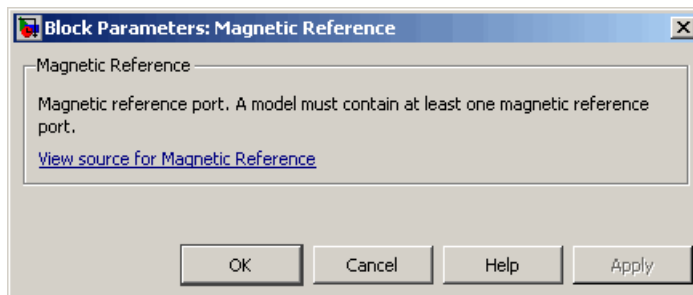 Block Parameters: Magnetic Reference
Magnetic Reference
Magnetic reference port. A model must contain at least one magnetic reference
port.
View source for Magnetic Reference
OK Cancel Help Apply